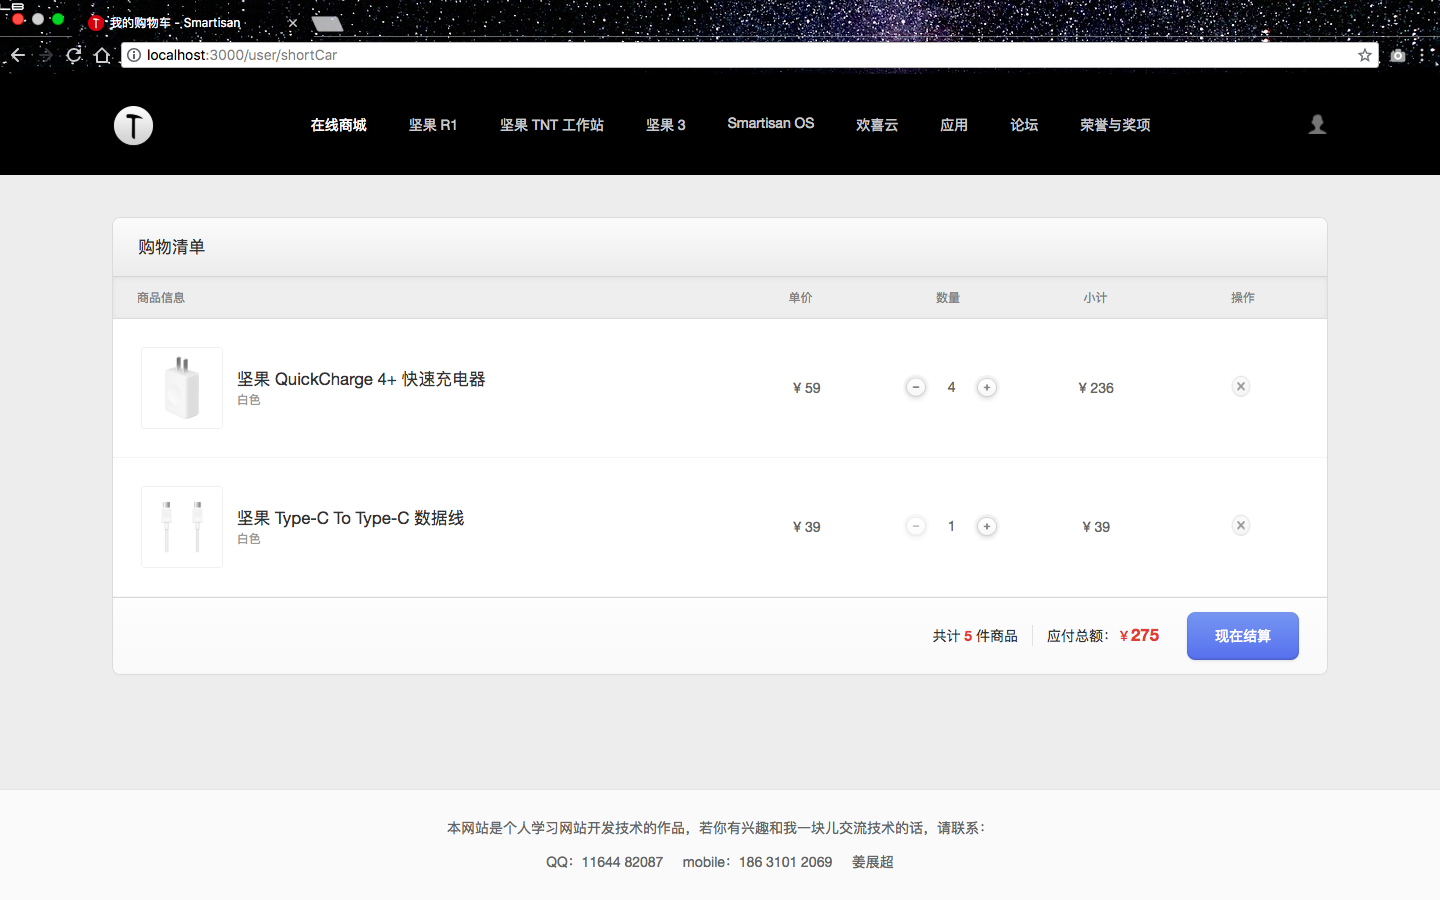 我的购物车 - Smartisan
localhost:3000/user/shortCar
在线商城 坚果 R1 坚果 TNT 工作站 坚果 3 Smartisan OS 欢喜云 应用 论坛 荣誉与奖项
购物清单
商品信息 单价 数量 小计 操作
坚果 QuickCharge 4+ 快速充电器
白色
¥ 59 4 ¥ 236
坚果 Type-C To Type-C 数据线
白色
¥ 39 1 ¥ 39
共计 5 件商品 应付总额: ¥ 275 现在结算
本网站是个人学习网站开发技术的作品，若你有兴趣和我一块儿交流技术的话，请联系：
QQ：11644 82087 mobile：186 3101 2069 姜展超